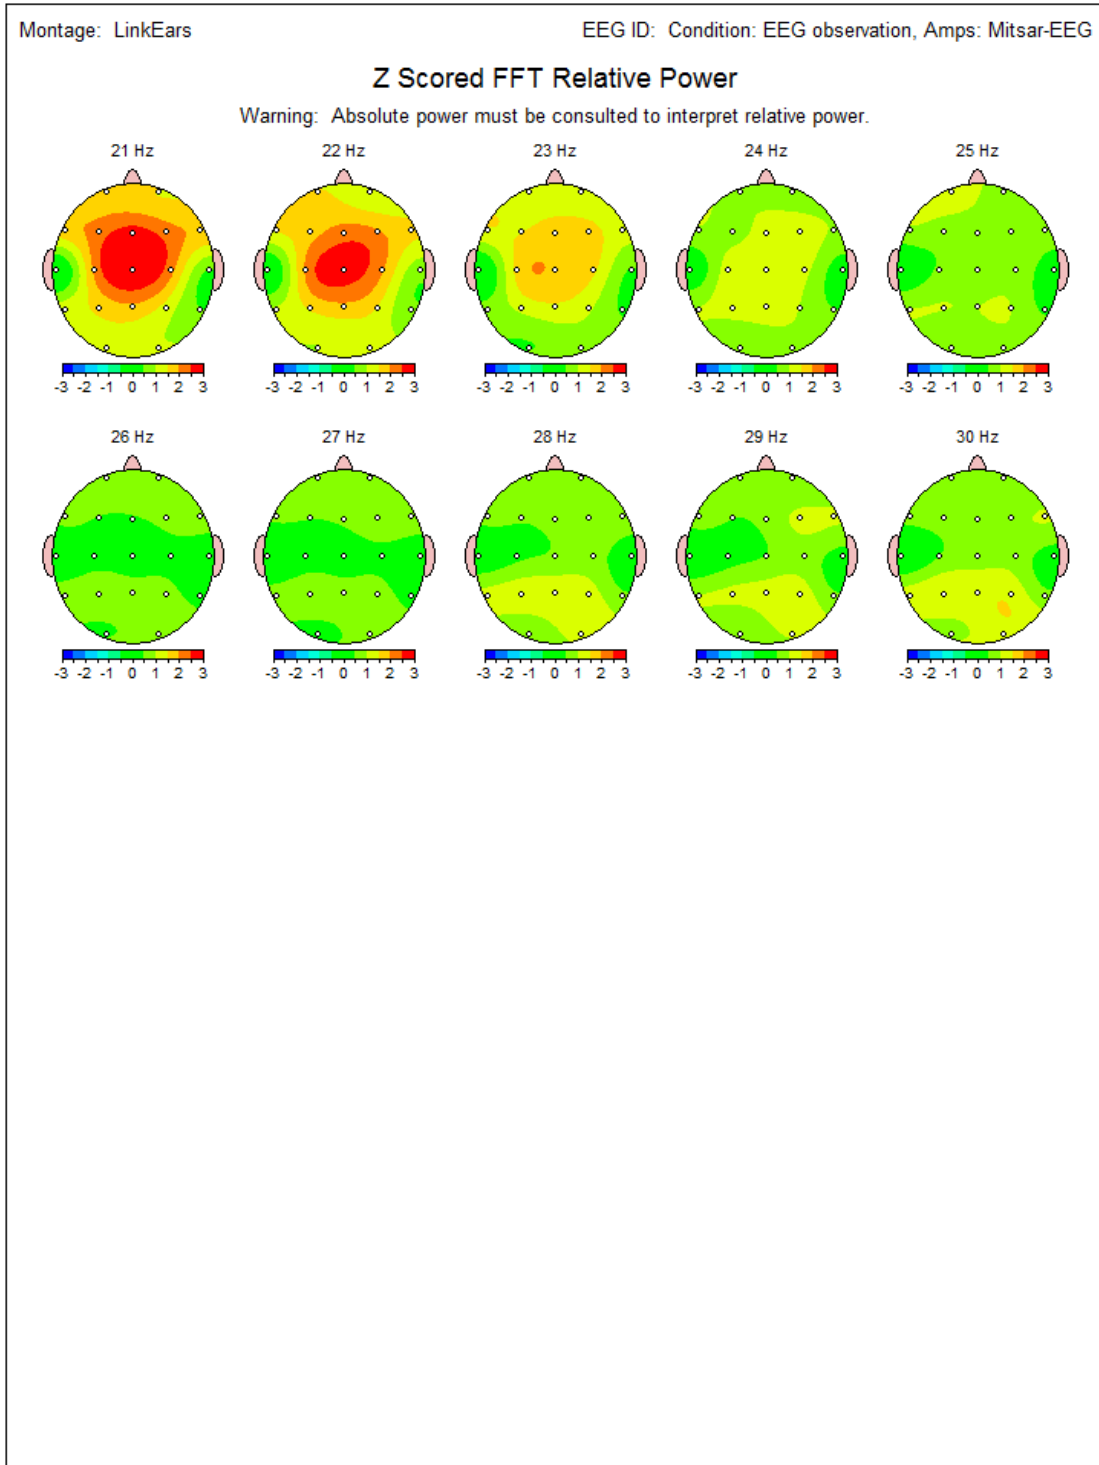 Montage: LinkEars EEG ID: Condition: EEG observation, Amps: Mitsar-EEG
Z Scored FFT Relative Power
Warning: Absolute power must be consulted to interpret relative power.
21 Hz 22 Hz 23 Hz 24 Hz 25 Hz
-3 -2 -1 0 1 2 3 -3 -2 -1 0 1 2 3 -3 -2 -1 0 1 2 3 -3 -2 -1 0 1 2 3 -3 -2 -1 0 1 2 3
26 Hz 27 Hz 28 Hz 29 Hz 30 Hz
-3 -2 -1 0 1 2 3 -3 -2 -1 0 1 2 3 -3 -2 -1 0 1 2 3 -3 -2 -1 0 1 2 3 -3 -2 -1 0 1 2 3